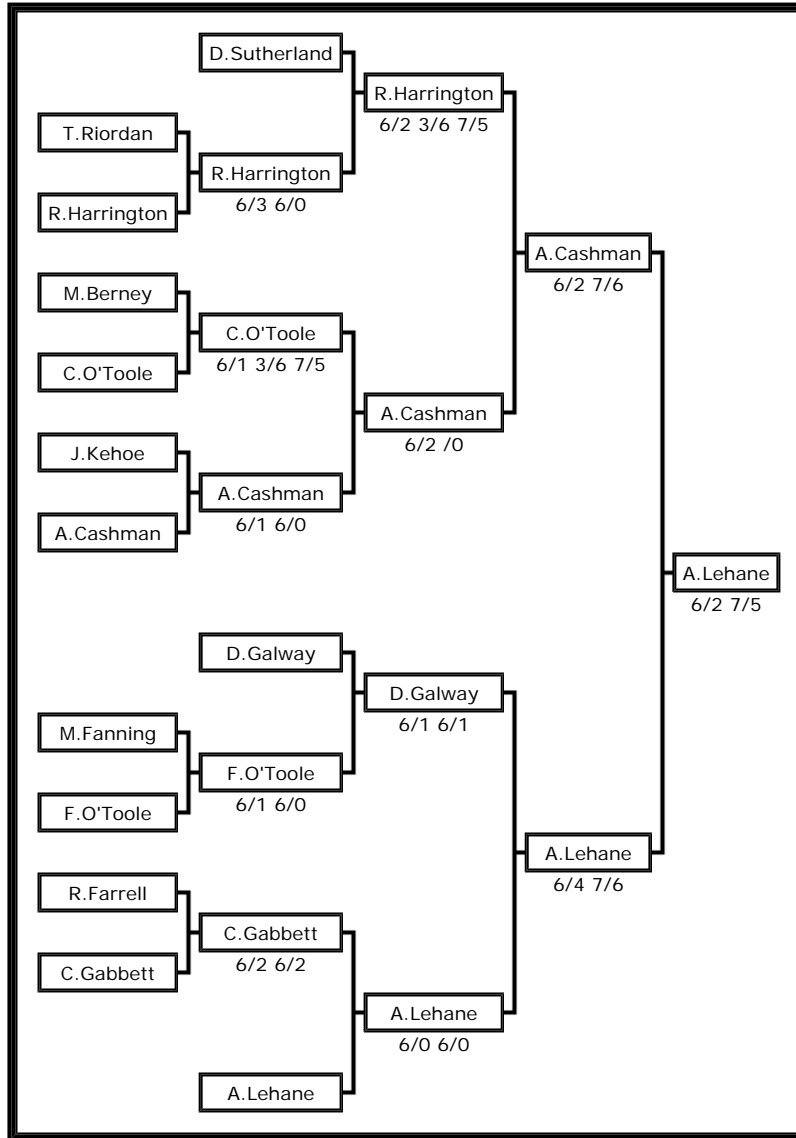 D.Sutherland
R.Harrington
6/2 3/6 7/5
T.Riordan
R.Harrington
6/3 6/0
R.Harrington
A.Cashman
6/2 7/6
M.Berney
C.O'Toole
6/1 3/6 7/5
C.O'Toole
A.Cashman
6/2 /0
J.Kehoe
A.Cashman
6/1 6/0
A.Cashman
A.Lehane
6/2 7/5
D.Galway
D.Galway
6/1 6/1
M.Fanning
F.O'Toole
6/1 6/0
F.O'Toole
A.Lehane
6/4 7/6
R.Farrell
C.Gabbett
6/2 6/2
C.Gabbett
A.Lehane
6/0 6/0
A.Lehane